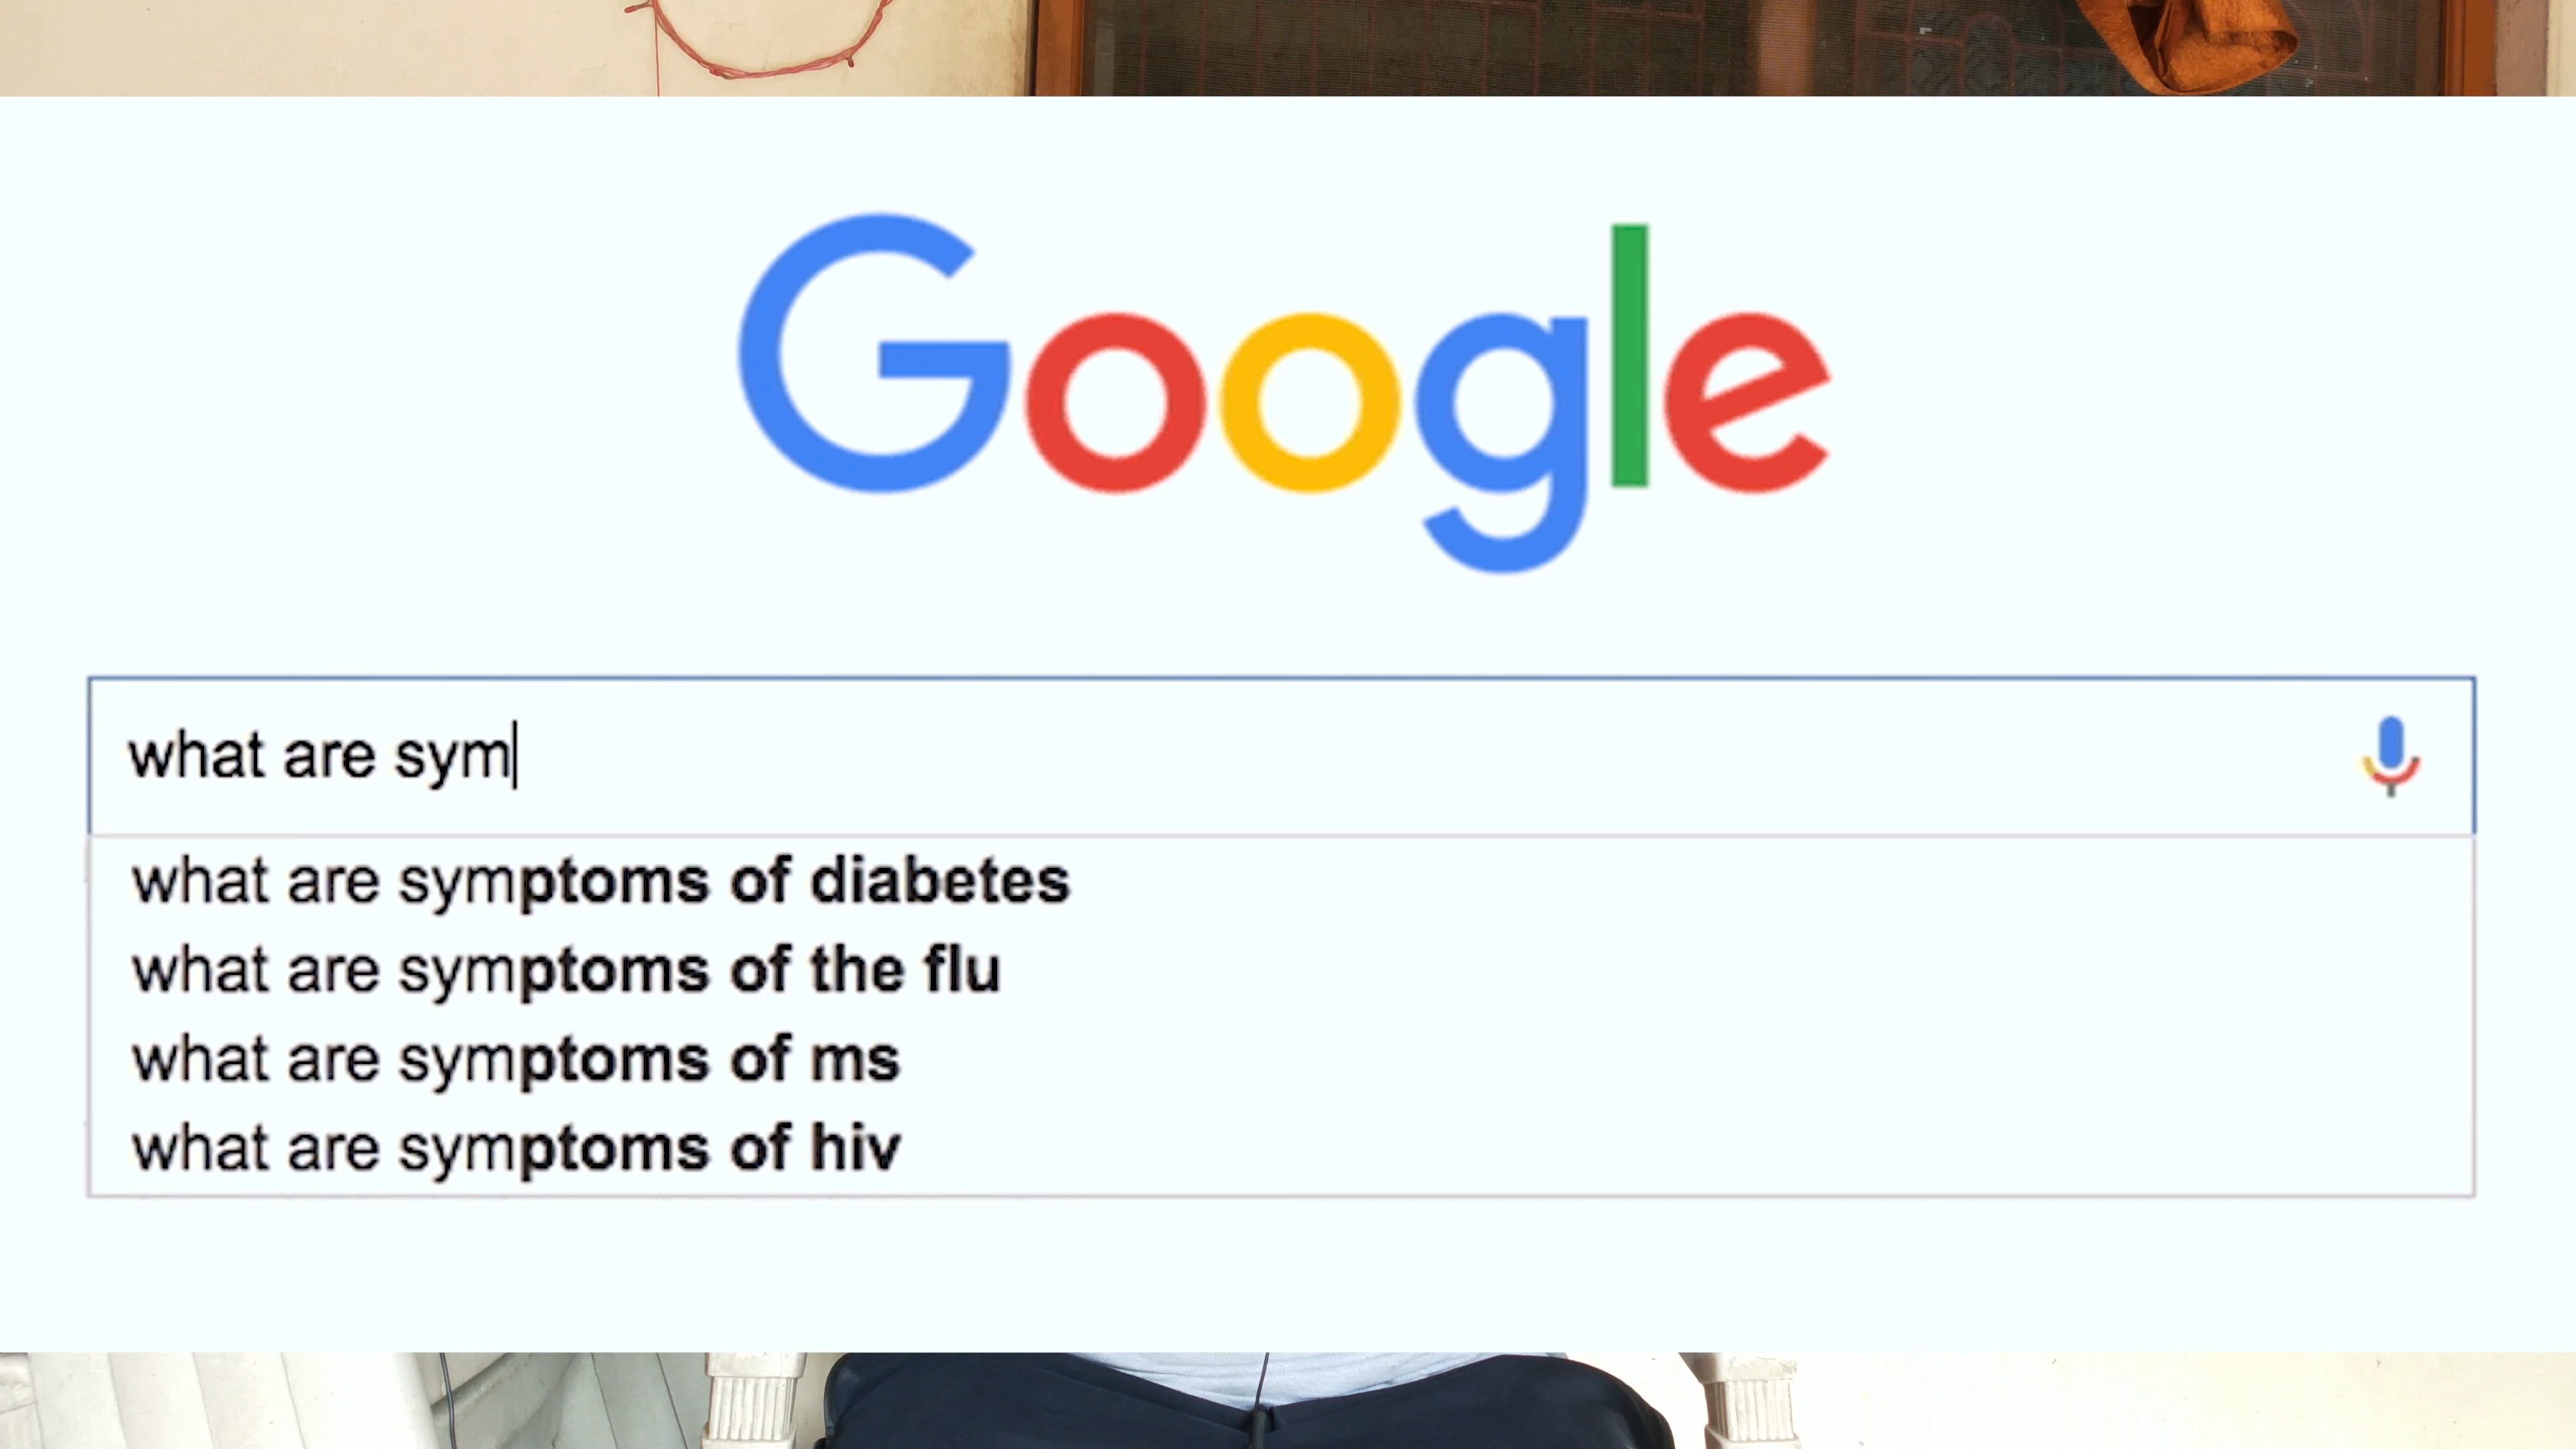 Google
what are sym
what are symptoms of diabetes
what are symptoms of the flu
what are symptoms of ms
what are symptoms of hiv